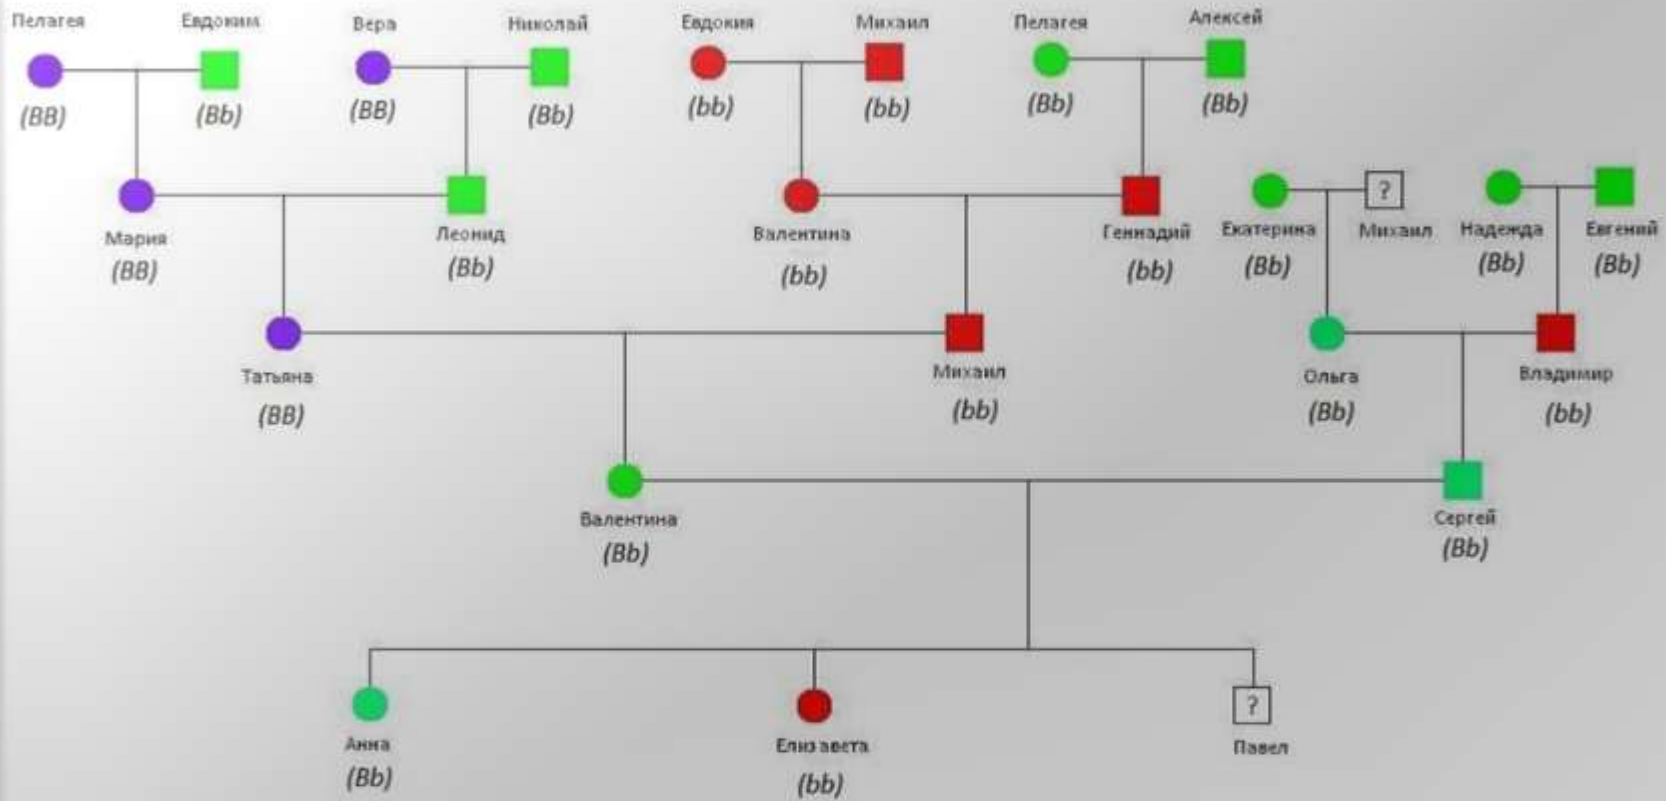 Пелагея Евдоким Вера Николай Евдокия Михаил Пелагея Алексей
(BB) (Bb) (BB) (Bb) (bb) (bb) (Bb) (Bb)
? 
Мария Леонид Валентина Геннадий Екатерина Михаил Надежда Евгений
(BB) (Bb) (bb) (bb) (Bb) (Bb) (Bb)
Татьяна Михаил Ольга Владимир
(BB) (bb) (Bb) (bb)
Валентина Сергей
(Bb) (Bb)
?
Анна Елизавета Павел
(Bb) (bb)